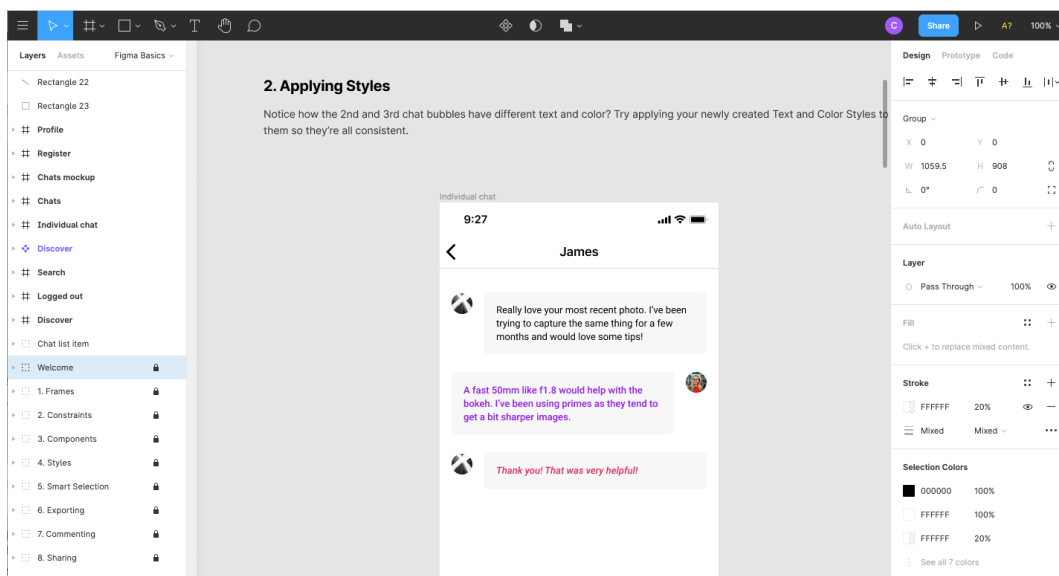 C
Share
A?
100%
Layers
Assets
Figma Basics
Design
Prototype
Code
Rectangle 22
Rectangle 23
Profile
Register
Chats mockup
Chats
Individual chat
Discover
Search
Logged out
Discover
Chat list item
Welcome
1. Frames
2. Constraints
3. Components
4. Styles
5. Smart Selection
6. Exporting
7. Commenting
8. Sharing
2. Applying Styles
Notice how the 2nd and 3rd chat bubbles have different text and color? Try applying your newly created Text and Color Styles to
them so they're all consistent.
Individual chat
9:27
James
Really love your most recent photo. I've been
trying to capture the same thing for a few
months and would love some tips!
A fast 50mm like f1.8 would help with the
bokeh. I've been using primes as they tend to
get a bit sharper images.
Thank you! That was very helpful!
Group
X 0 Y 0
W 1059.5 H 908
0° 0
Auto Layout
Layer
Pass Through 100%
Fill
Click + to replace mixed content.
Stroke
FFFFFF 20%
Mixed Mixed
Selection Colors
000000 100%
FFFFFF 100%
FFFFFF 20%
See all 7 colors